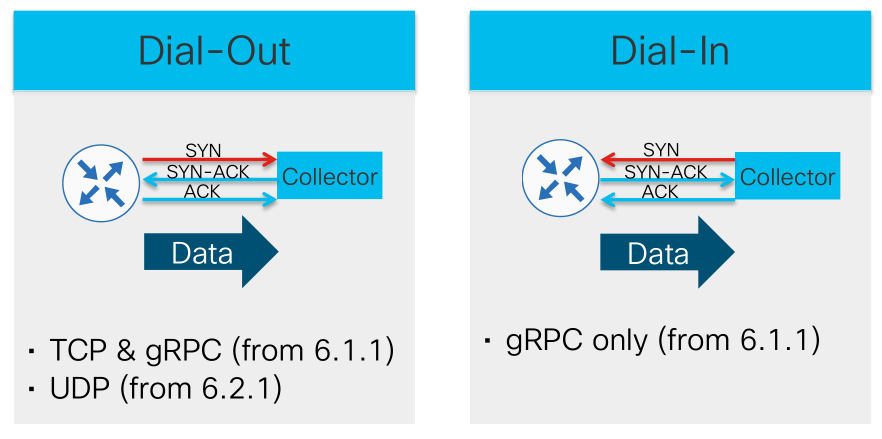 Dial-Out
SYN
SYN-ACK
ACK
Collector
Data
▪ TCP & gRPC (from 6.1.1)
▪ UDP (from 6.2.1)
Dial-In
SYN
SYN-ACK
ACK
Collector
Data
▪ gRPC only (from 6.1.1)